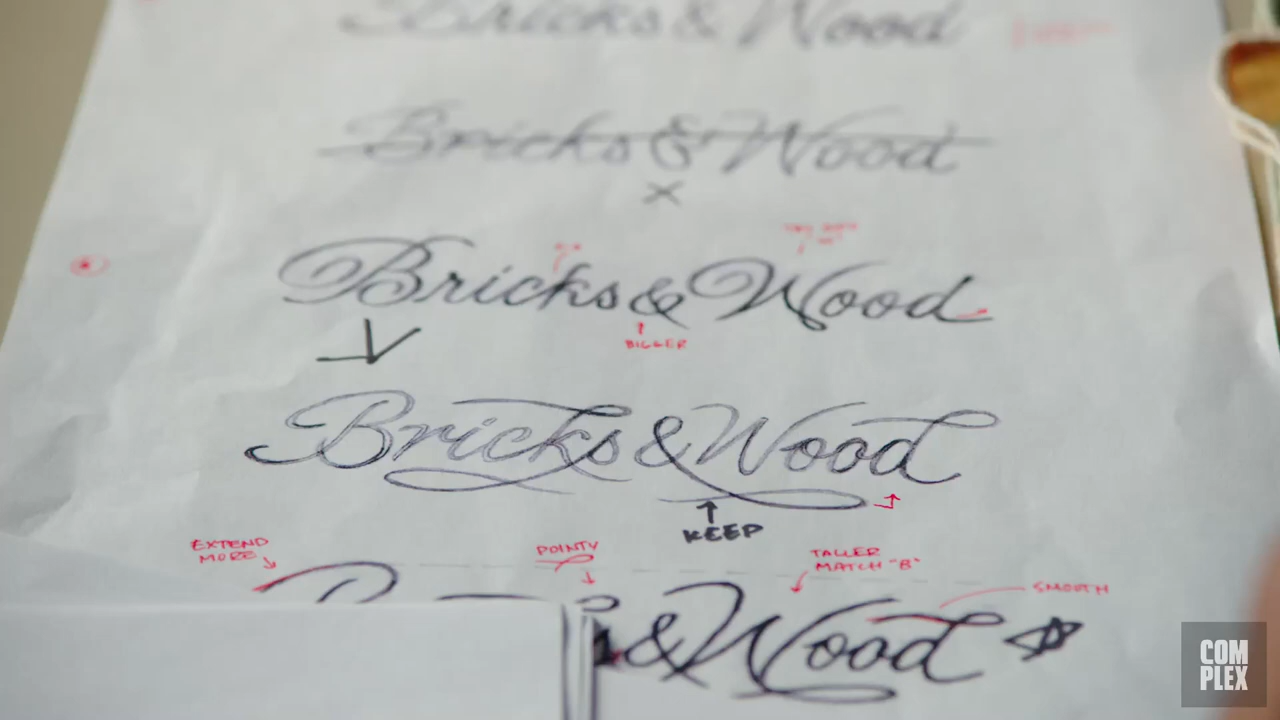 Bricks & Wood
Bricks & Wood
Bricks & Wood
BIGGER
Bricks & Wood
KEEP
EXTEND
MORE
POINTY
TALLER
MATCH "B"
SMOOTH
& Wood
COM
PLEX